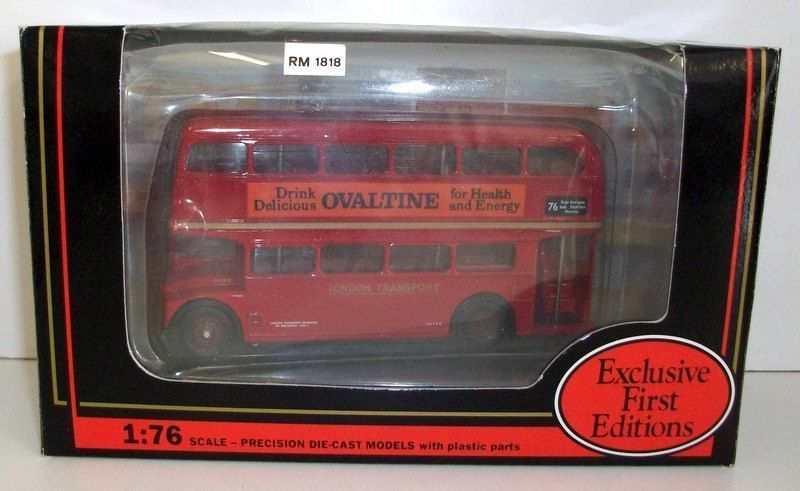 RM 1818
Drink
Delicious
OVALTINE
for Health
and Energy
76
LONDON TRANSPORT
Exclusive
First
Editions
1:76 SCALE – PRECISION DIE-CAST MODELS with plastic parts